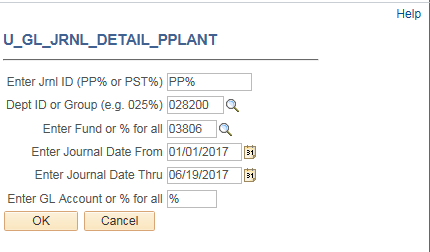 Help
U_GL_JRNL_DETAIL_PPLANT
Enter Jrnl ID (PP% or PST%) PP%
Dept ID or Group (e.g. 025%) 028200
Enter Fund or % for all 03806
Enter Journal Date From 01/01/2017 31
Enter Journal Date Thru 06/19/2017 31
Enter GL Account or % for all %
OK Cancel